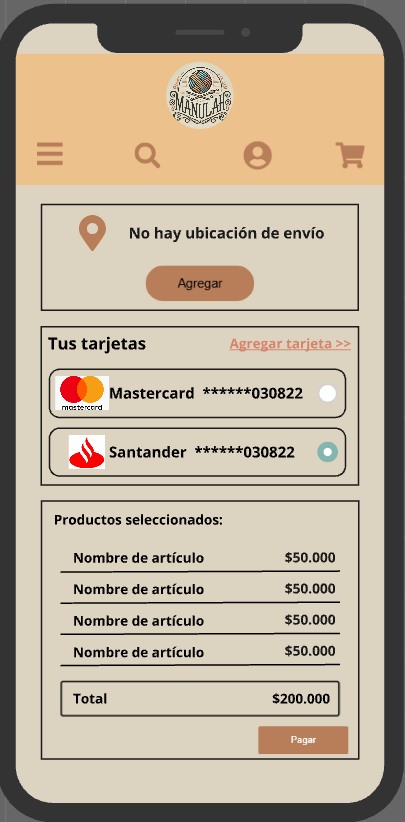 MANULAH
No hay ubicación de envío
Agregar
Tus tarjetas
Agregar tarjeta >>
mastercard
Mastercard ******030822
Santander ******030822
Productos seleccionados:
Nombre de artículo $50.000
Nombre de artículo $50.000
Nombre de artículo $50.000
Nombre de artículo $50.000
Total $200.000
Pagar